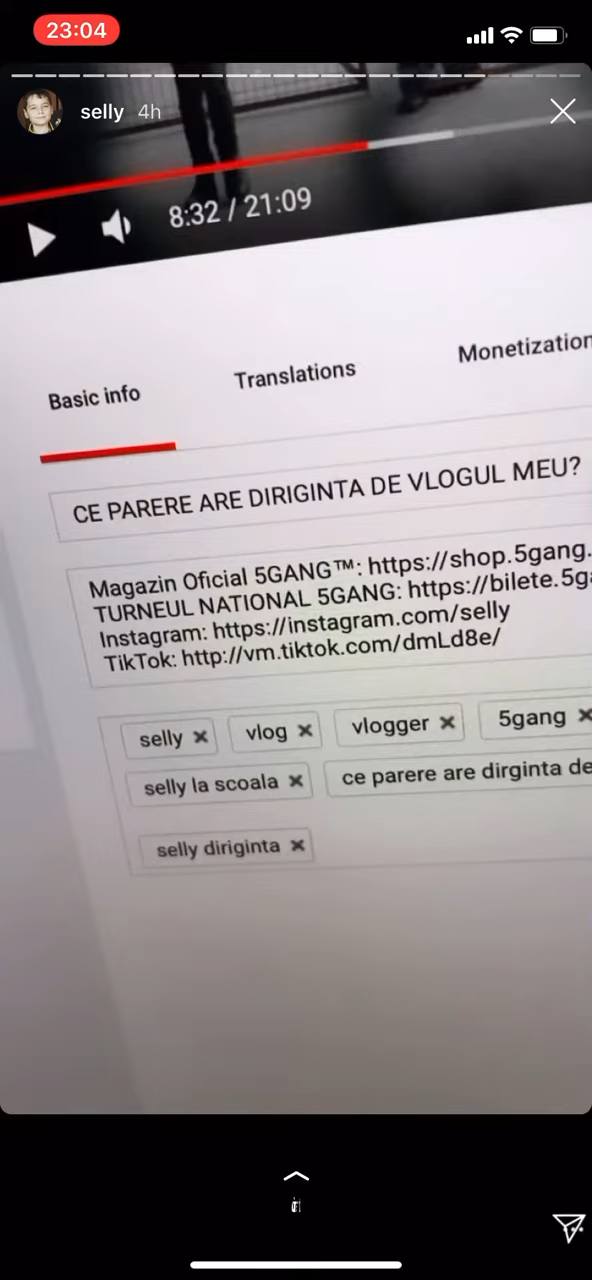 23:04
selly 4h
8:32 / 21:09
Basic info
Translations
Monetization
CE PARERE ARE DIRIGINTA DE VLOGUL MEU?
Magazin Oficial 5GANG™: https://shop.5gang.
TURNEUL NATIONAL 5GANG: https://bilete.5ga
Instagram: https://instagram.com/selly
TikTok: http://vm.tiktok.com/dmLd8e/
selly × vlog × vlogger × 5gang ×
selly la scoala × ce parere are dirginta de
selly diriginta ×